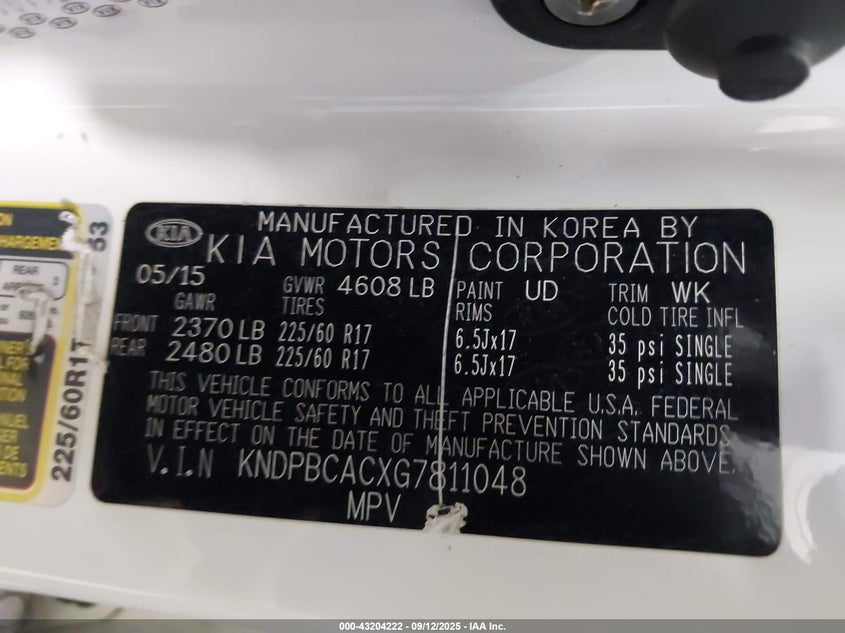 MANUFACTURED IN KOREA BY
KIA KIA MOTORS CORPORATION
05/15 GVWR 4608 LB PAINT UD TRIM WK
GAWR TIRES RIMS COLD TIRE INFL
FRONT 2370 LB 225/60 R17 6.5Jx17 35 psi SINGLE
REAR 2480 LB 225/60 R17 6.5Jx17 35 psi SINGLE
THIS VEHICLE CONFORMS TO ALL APPLICABLE U.S.A. FEDERAL
MOTOR VEHICLE SAFETY AND THEFT PREVENTION STANDARDS
IN EFFECT ON THE DATE OF MANUFACTURE SHOWN ABOVE.
V.I.N KNDPBCACXG7811048
MPV
REAR
225/60R17
000-43204222 - 09/12/2025 - IAA Inc.